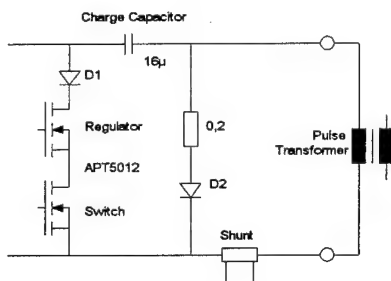 Charge Capacitor
16µ
D1
Regulator
0,2
Pulse
Transformer
APT5012
D2
Switch
Shunt